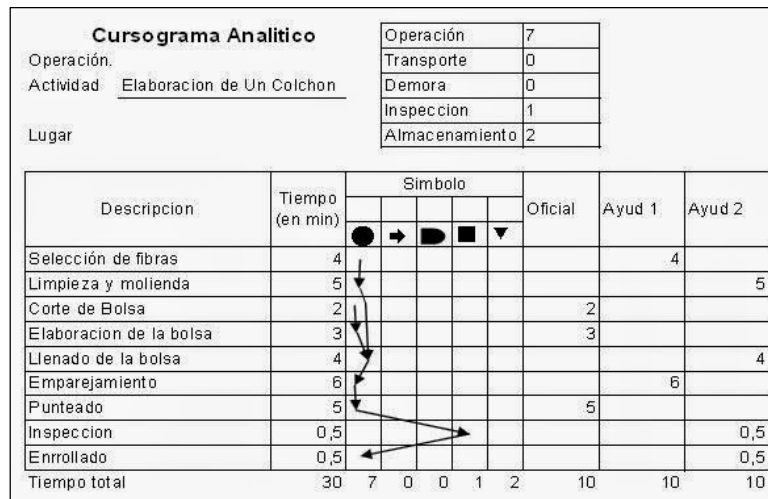 Cursograma Analitico
Operación 7
Operación.
Transporte 0
Actividad Elaboracion de Un Colchon
Demora 0
Inspeccion 1
Lugar
Almacenamiento 2
Descripcion Tiempo (en min) Simbolo Oficial Ayud 1 Ayud 2
Selección de fibras 4 4
Limpieza y molienda 5 5
Corte de Bolsa 2 2
Elaboracion de la bolsa 3 3
Llenado de la bolsa 4 4
Emparejamiento 6 6
Punteado 5 5
Inspeccion 0,5 0,5
Enrrollado 0,5 0,5
Tiempo total 30 7 0 0 1 2 10 10 10